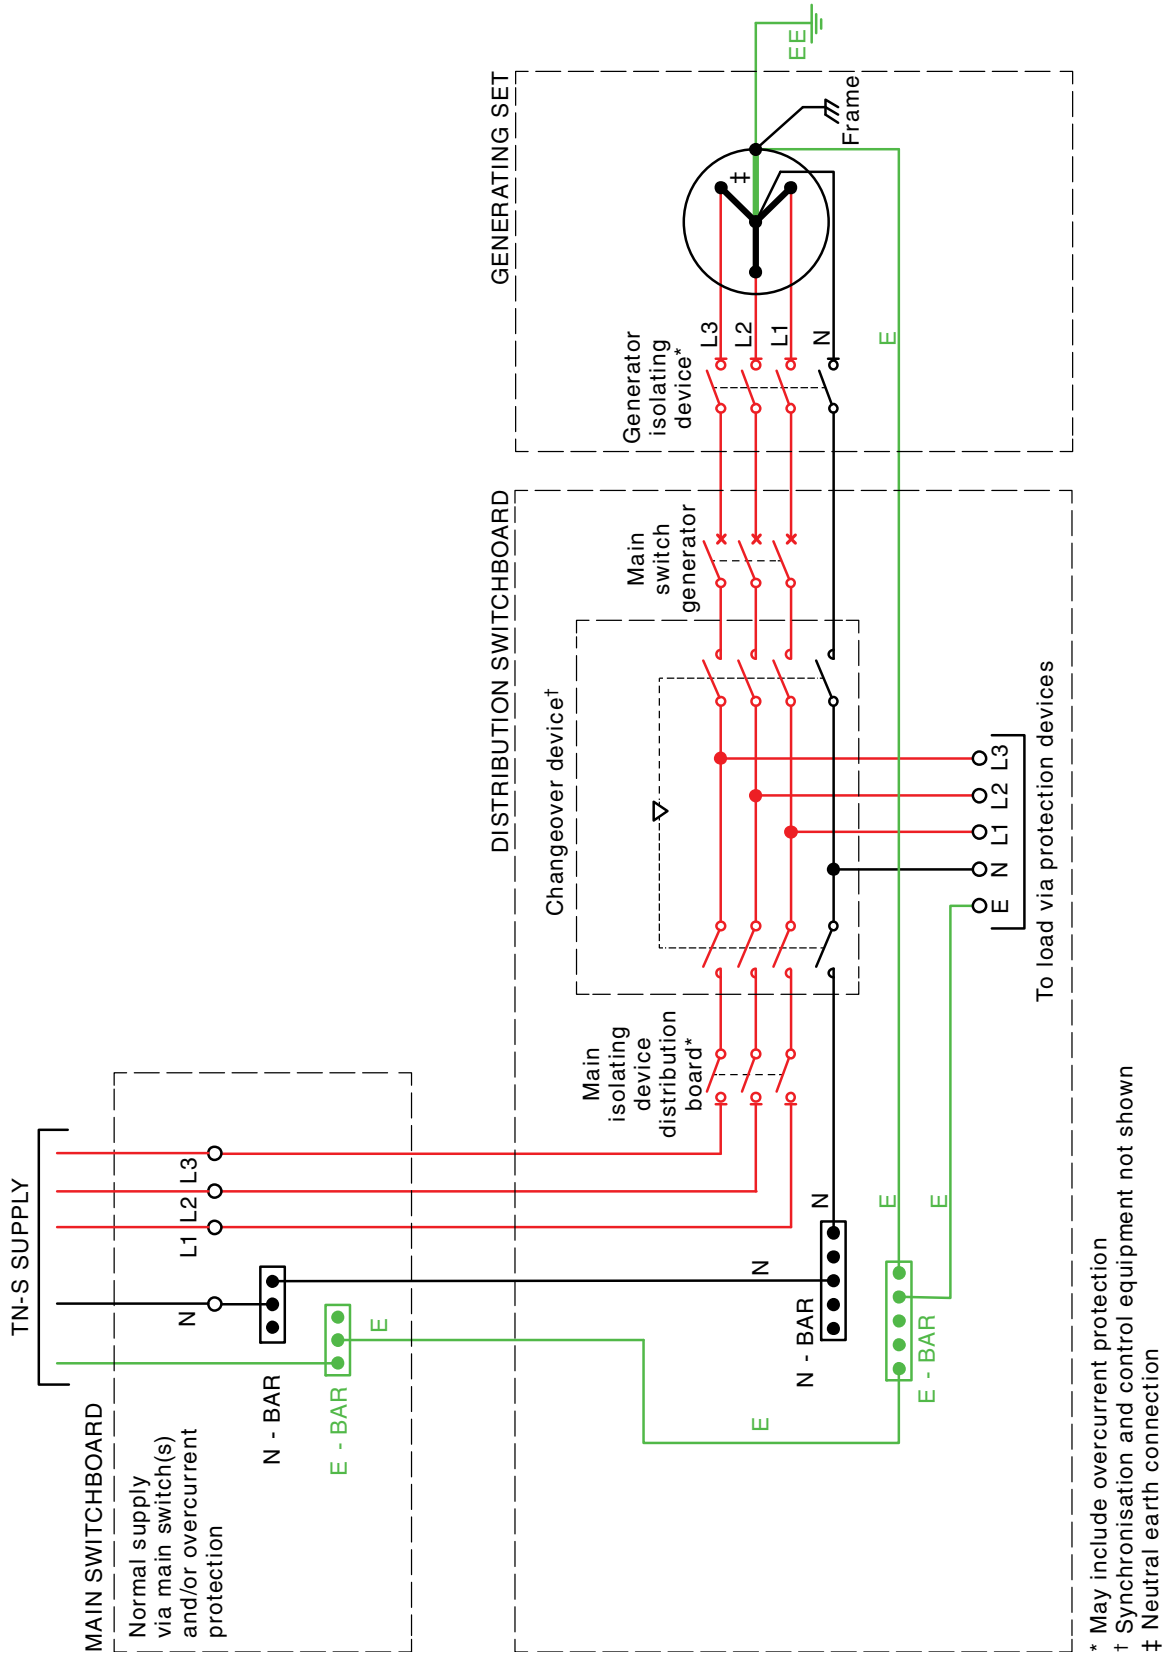 TN-S SUPPLY
MAIN SWITCHBOARD
Normal supply
via main switch(s)
and/or overcurrent
protection
N
L1
L2
L3
N - BAR
E - BAR
E
N
E
DISTRIBUTION SWITCHBOARD
Main
isolating
device
distribution
board*
Changeover device†
Main
switch
generator
N - BAR
N
E - BAR
E
E
E
N
L1
L2
L3
To load via protection devices
GENERATING SET
Generator
isolating
device*
L3
L2
L1
N
E
‡
Frame
EE
* May include overcurrent protection
† Synchronisation and control equipment not shown
‡ Neutral earth connection